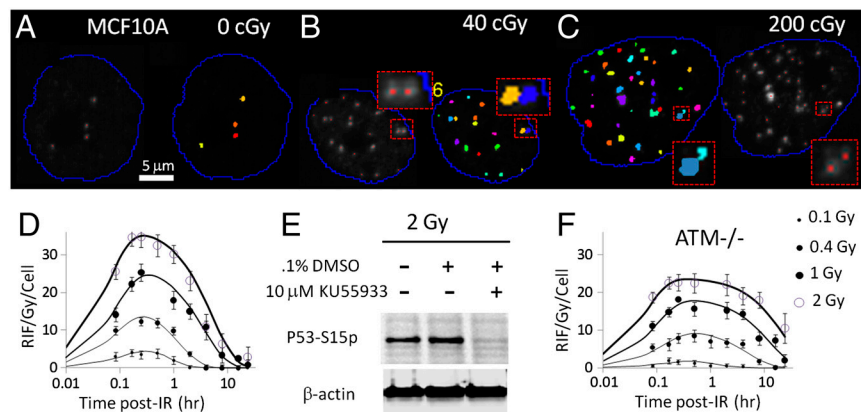 A MCF10A 0 cGy
B 40 cGy
C 200 cGy
6
5 μm
D
RIF/Gy/Cell
30
20
10
0
0.01 0.1 1 10
Time post-IR (hr)
E 2 Gy
.1% DMSO - + +
10 μM KU55933 - - +
P53-S15p
β-actin
F ATM-/-
RIF/Gy/Cell
30
20
10
0
0.01 0.1 1 10
Time post-IR (hr)
0.1 Gy
0.4 Gy
1 Gy
2 Gy